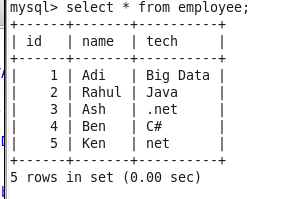 mysql> select * from employee;
+------+-------+----------+
| id   | name  | tech     |
+------+-------+----------+
|    1 | Adi   | Big Data |
|    2 | Rahul | Java     |
|    3 | Ash   | .net     |
|    4 | Ben   | C#       |
|    5 | Ken   | net      |
+------+-------+----------+
5 rows in set (0.00 sec)